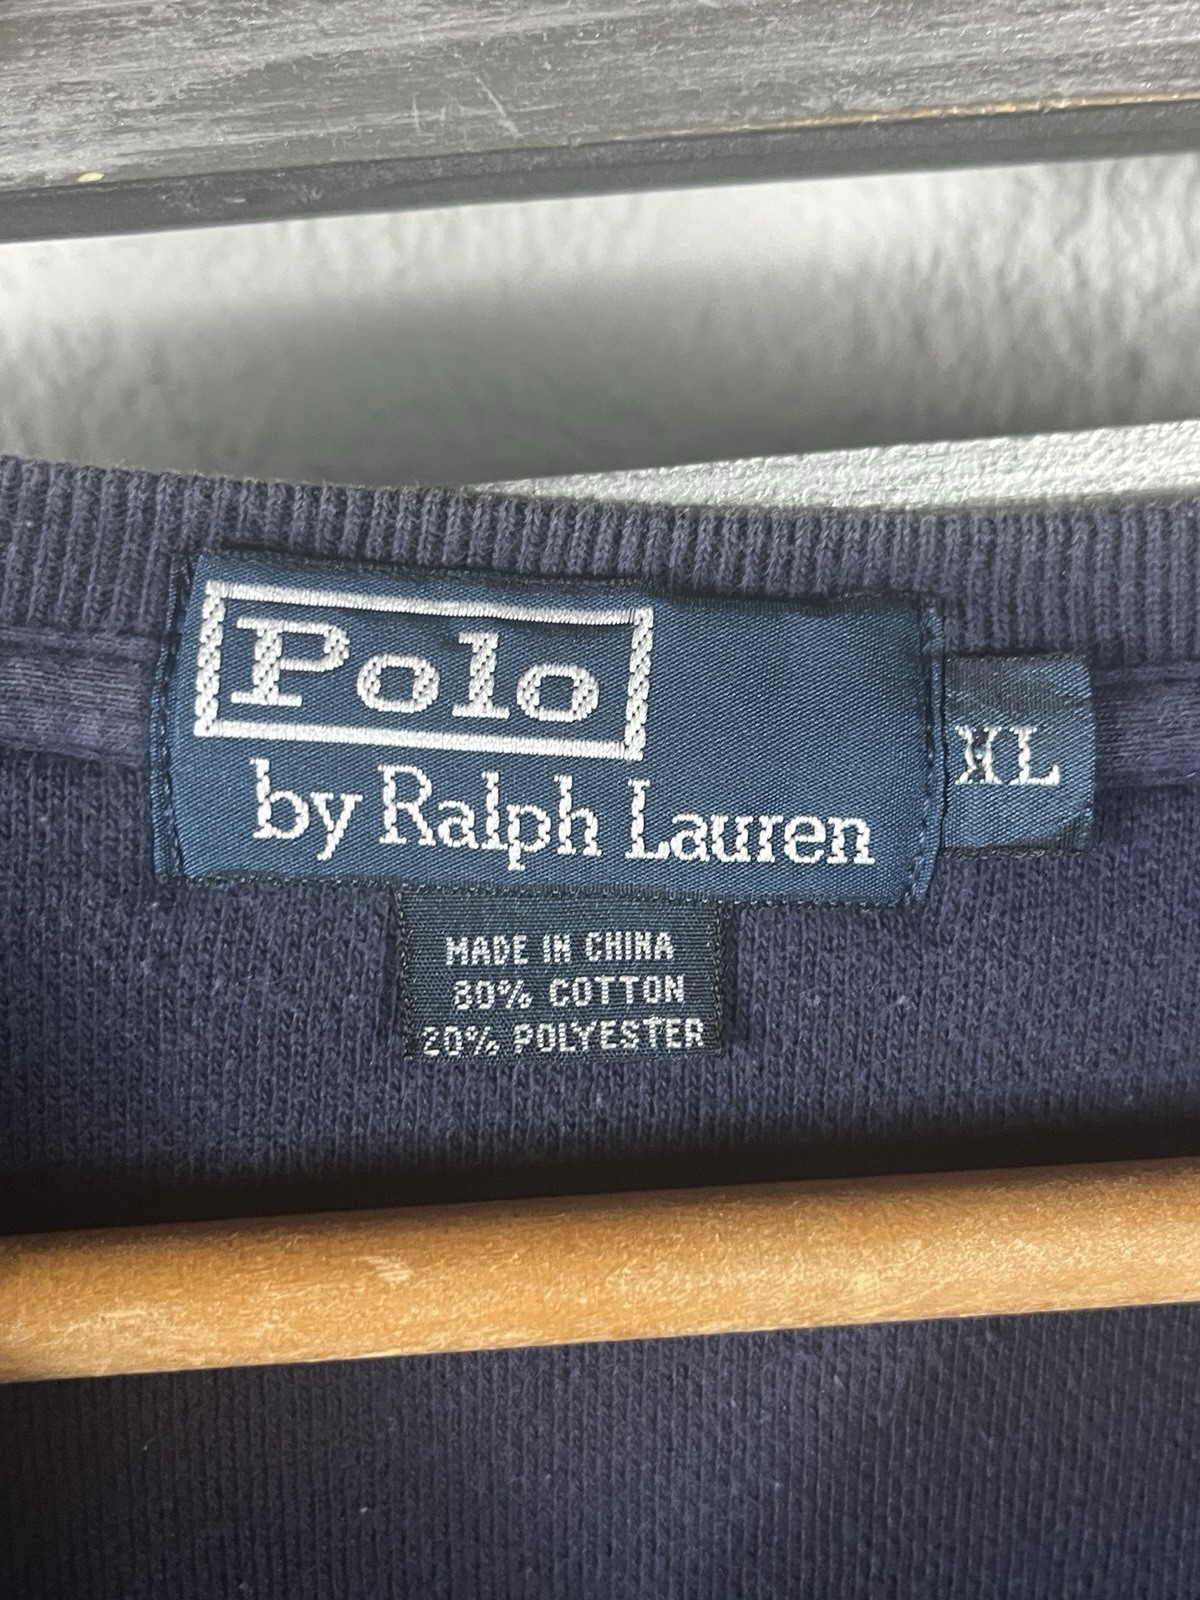 Polo
by Ralph Lauren
XL
MADE IN CHINA
80% COTTON
20% POLYESTER